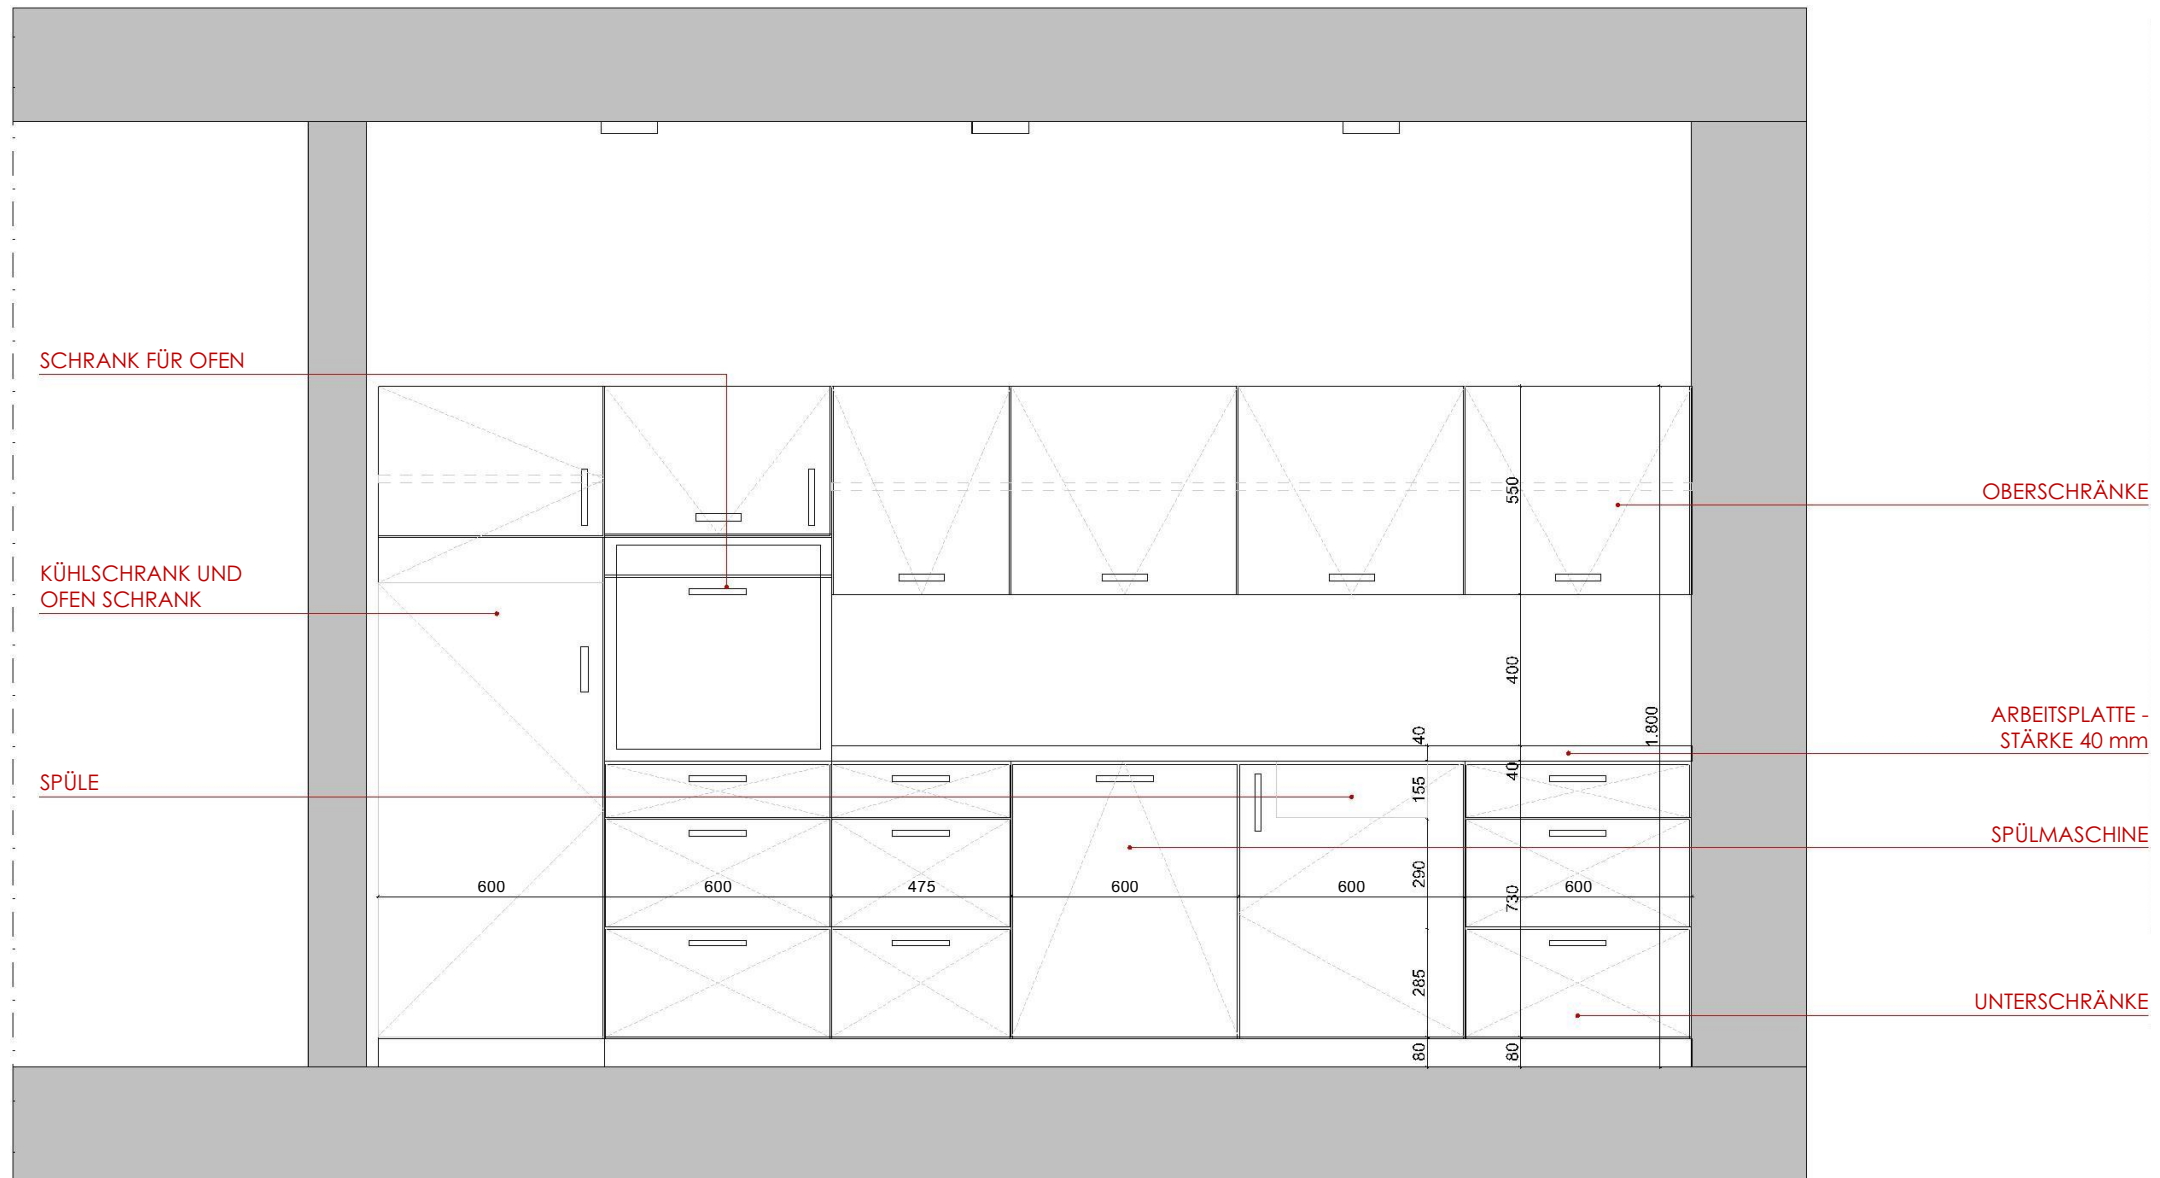 SCHRANK FÜR OFEN
OBERSCHRÄNKE
550
KÜHLSCHRANK UND
OFEN SCHRANK
400
1.800
ARBEITSPLATTE -
STÄRKE 40 mm
40
40
SPÜLE
155
SPÜLMASCHINE
290
730
600
600
475
600
600
600
285
UNTERSCHRÄNKE
80
80